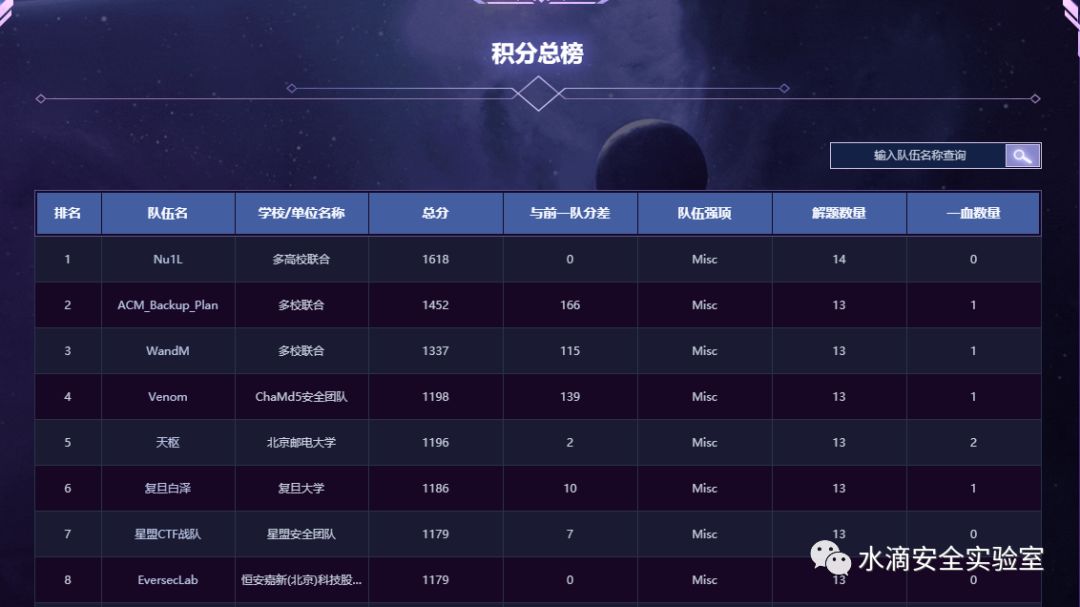 积分总榜
输入队伍名称查询
排名 队伍名 学校/单位名称 总分 与前一队分差 队伍强项 解题数量 一血数量
1 Nu1L 多高校联合 1618 0 Misc 14 0
2 ACM_Backup_Plan 多校联合 1452 166 Misc 13 1
3 WandM 多校联合 1337 115 Misc 13 1
4 Venom ChaMd5安全团队 1198 139 Misc 13 1
5 天枢 北京邮电大学 1196 2 Misc 13 2
6 复旦白泽 复旦大学 1186 10 Misc 13 1
7 星盟CTF战队 星盟安全团队 1179 7 Misc 13 0
8 EversecLab 恒安嘉新(北京)科技股... 1179 0 Misc 13 0
水滴安全实验室